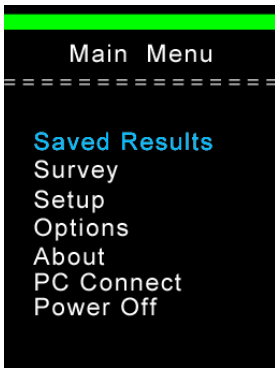 Main Menu
================
Saved Results
Survey
Setup
Options
About
PC Connect
Power Off